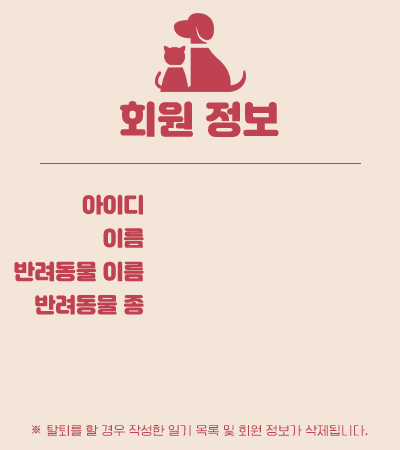 회원 정보
아이디
이름
반려동물 이름
반려동물 종
※ 탈퇴를 할 경우 작성한 일기 목록 및 회원 정보가 삭제됩니다.